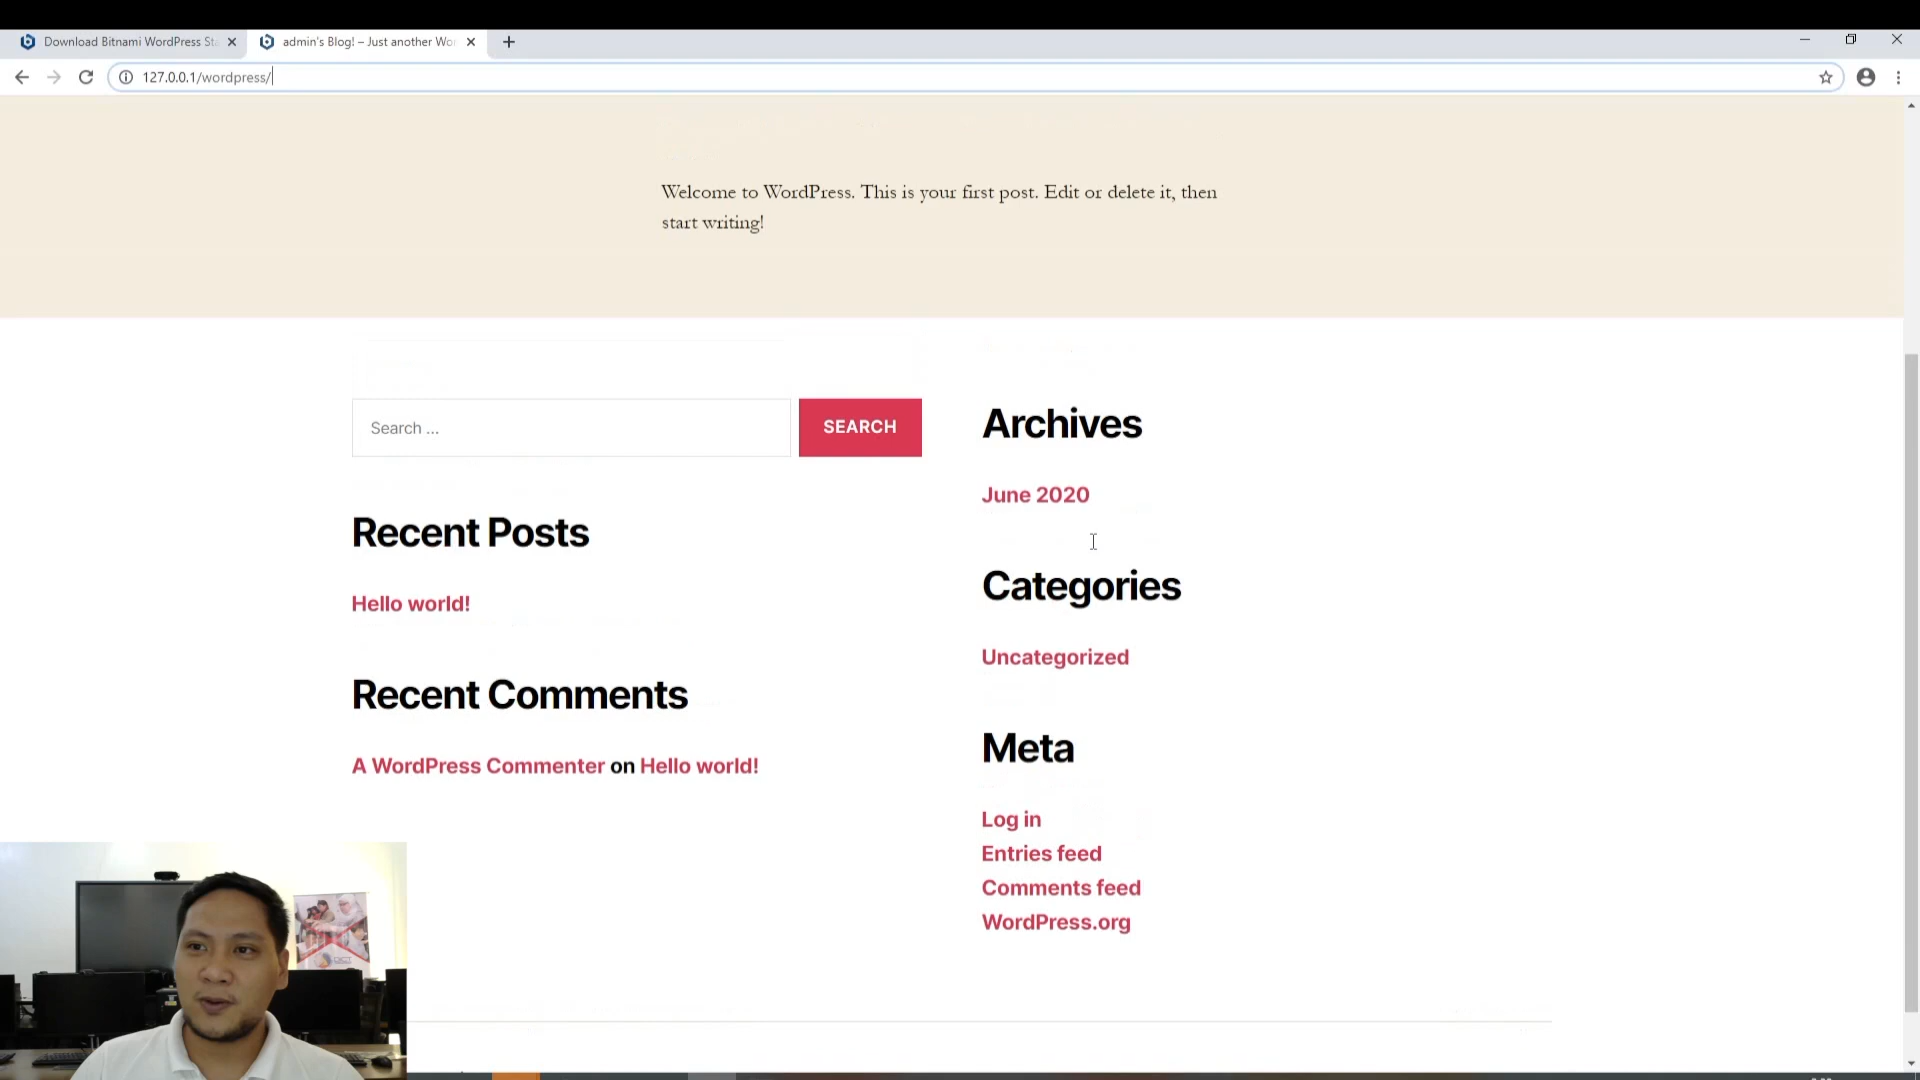 Download Bitnami WordPress Sta
admin's Blog! – Just another Wor
127.0.0.1/wordpress/
Welcome to WordPress. This is your first post. Edit or delete it, then
start writing!
Search ...
SEARCH
Archives
June 2020
Recent Posts
Categories
Hello world!
Uncategorized
Recent Comments
Meta
A WordPress Commenter on Hello world!
Log in
Entries feed
Comments feed
WordPress.org